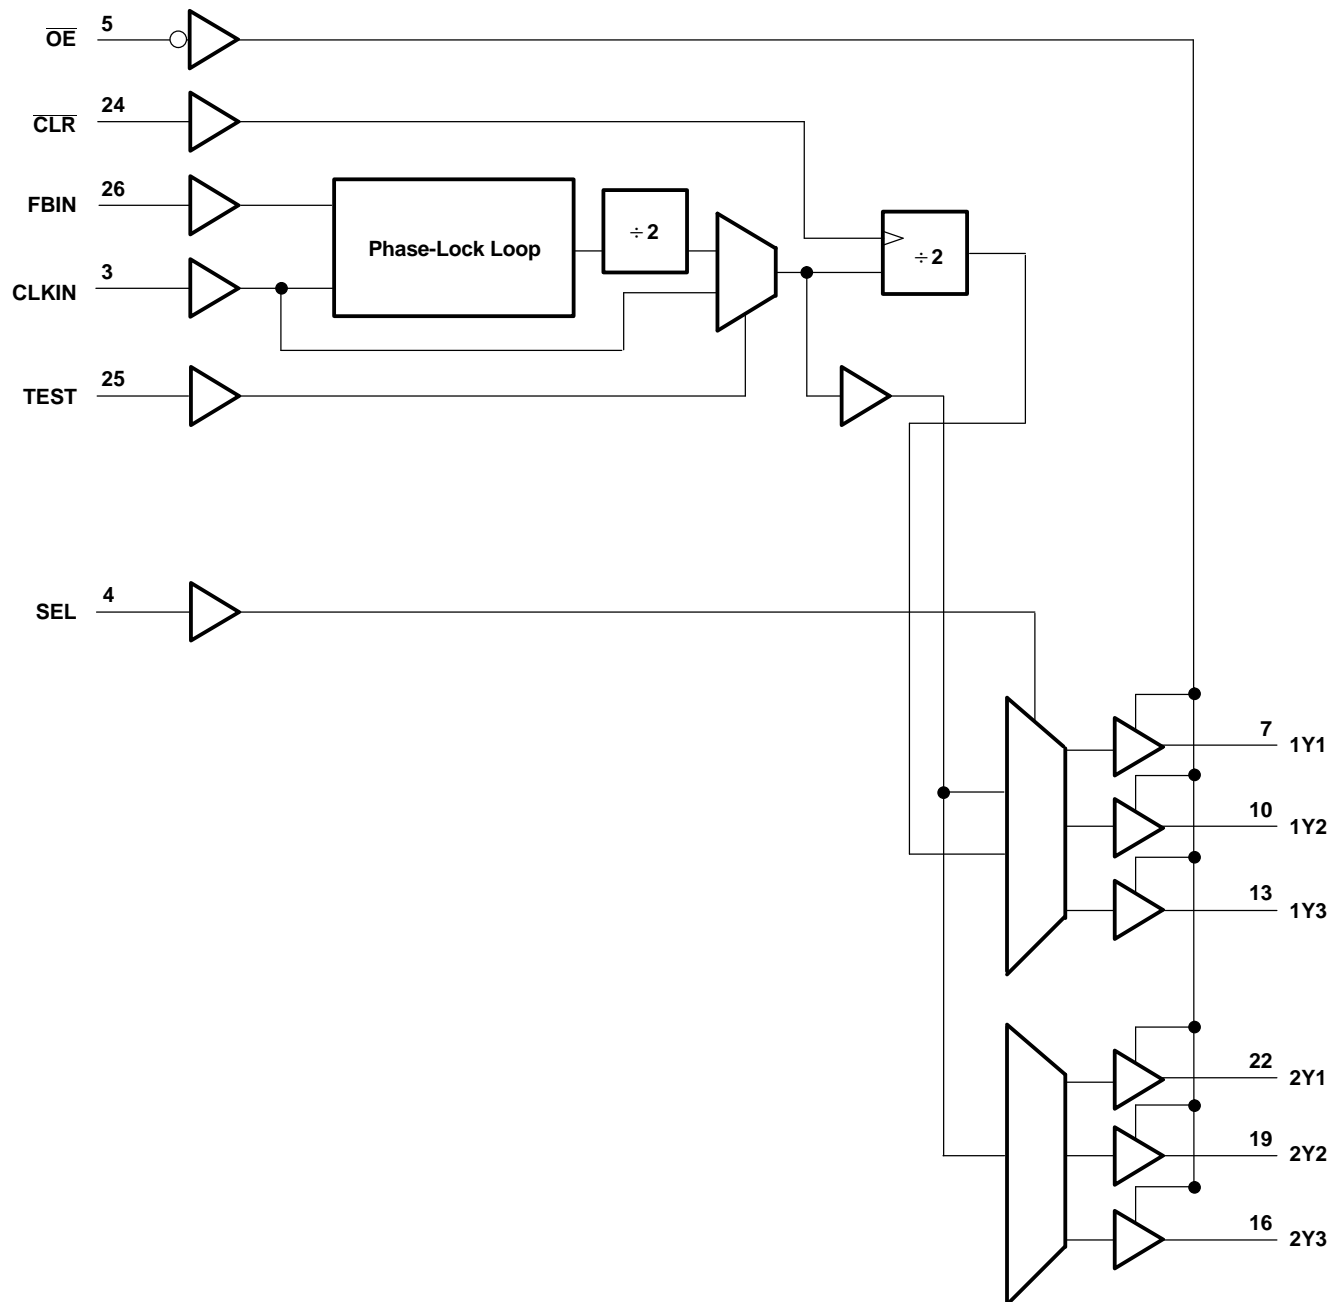 OE 5
CLR 24
FBIN 26
Phase-Lock Loop
÷2
÷2
CLKIN 3
TEST 25
SEL 4
7 1Y1
10 1Y2
13 1Y3
22 2Y1
19 2Y2
16 2Y3